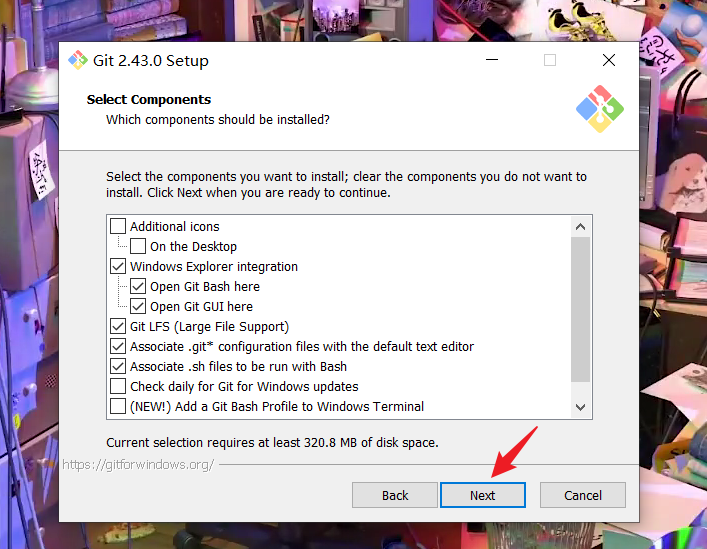 Git 2.43.0 Setup
Select Components
Which components should be installed?
Select the components you want to install; clear the components you do not want to
install. Click Next when you are ready to continue.
Additional icons
On the Desktop
Windows Explorer integration
Open Git Bash here
Open Git GUI here
Git LFS (Large File Support)
Associate .git* configuration files with the default text editor
Associate .sh files to be run with Bash
Check daily for Git for Windows updates
(NEW!) Add a Git Bash Profile to Windows Terminal
Current selection requires at least 320.8 MB of disk space.
https://gitforwindows.org/
Back
Next
Cancel